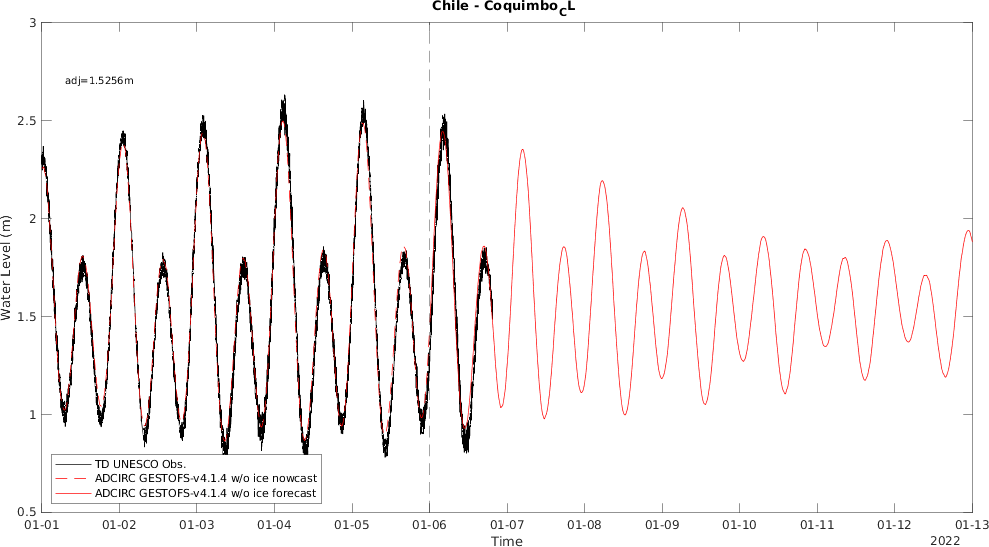 Chile - Coquimbo_CL
3
adj=1.5256m
2.5
2
Water Level (m)
1.5
1
TD UNESCO Obs.
ADCIRC GESTOFS-v4.1.4 w/o ice nowcast
ADCIRC GESTOFS-v4.1.4 w/o ice forecast
0.5
01-01 01-02 01-03 01-04 01-05 01-06 01-07 01-08 01-09 01-10 01-11 01-12 01-13
Time
2022